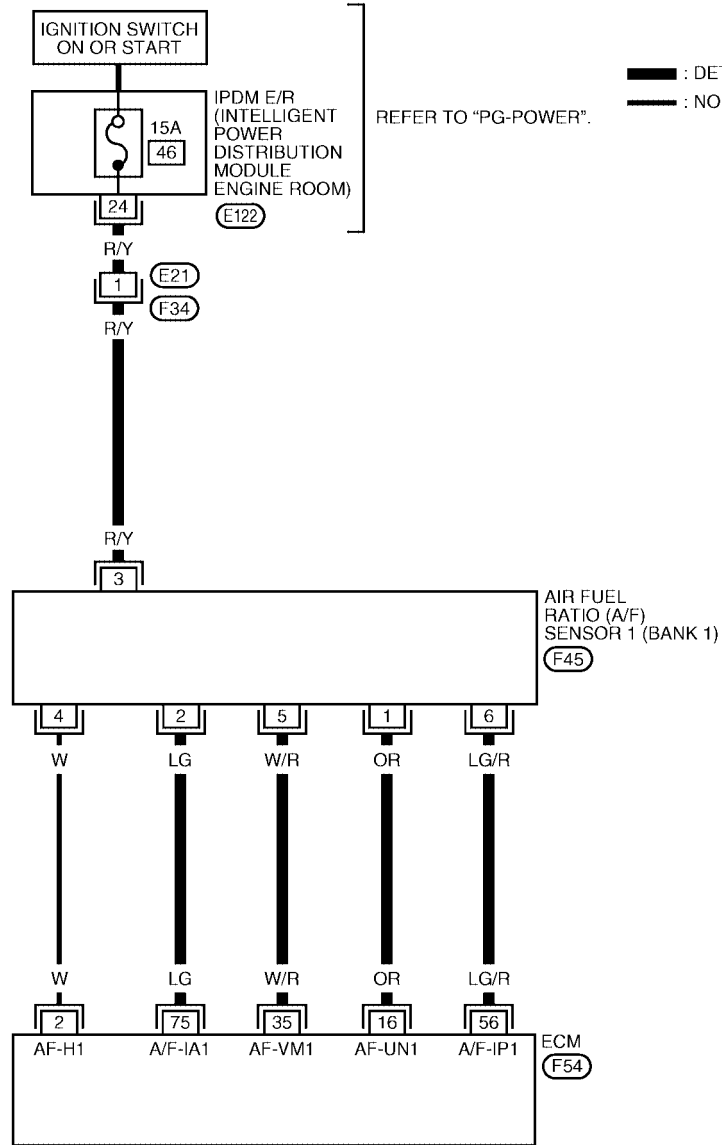 IGNITION SWITCH
ON OR START
IPDM E/R
(INTELLIGENT
POWER
DISTRIBUTION
MODULE
ENGINE ROOM)
15A
46
REFER TO "PG-POWER".
: DE
: NO
24
E122
R/Y
1
E21
F34
R/Y
R/Y
3
AIR FUEL
RATIO (A/F)
SENSOR 1 (BANK 1)
F45
4 2 5 1 6
W LG W/R OR LG/R
W LG W/R OR LG/R
2 75 35 16 56
AF-H1 A/F-IA1 AF-VM1 AF-UN1 A/F-IP1
ECM
F54